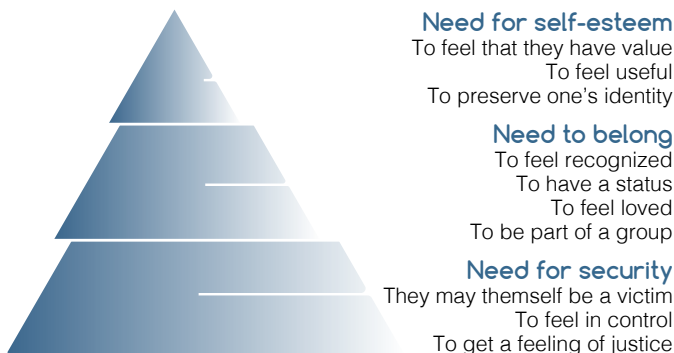 Need for self-esteem
To feel that they have value
To feel useful
To preserve one's identity
Need to belong
To feel recognized
To have a status
To feel loved
To be part of a group
Need for security
They may themself be a victim
To feel in control
To get a feeling of justice